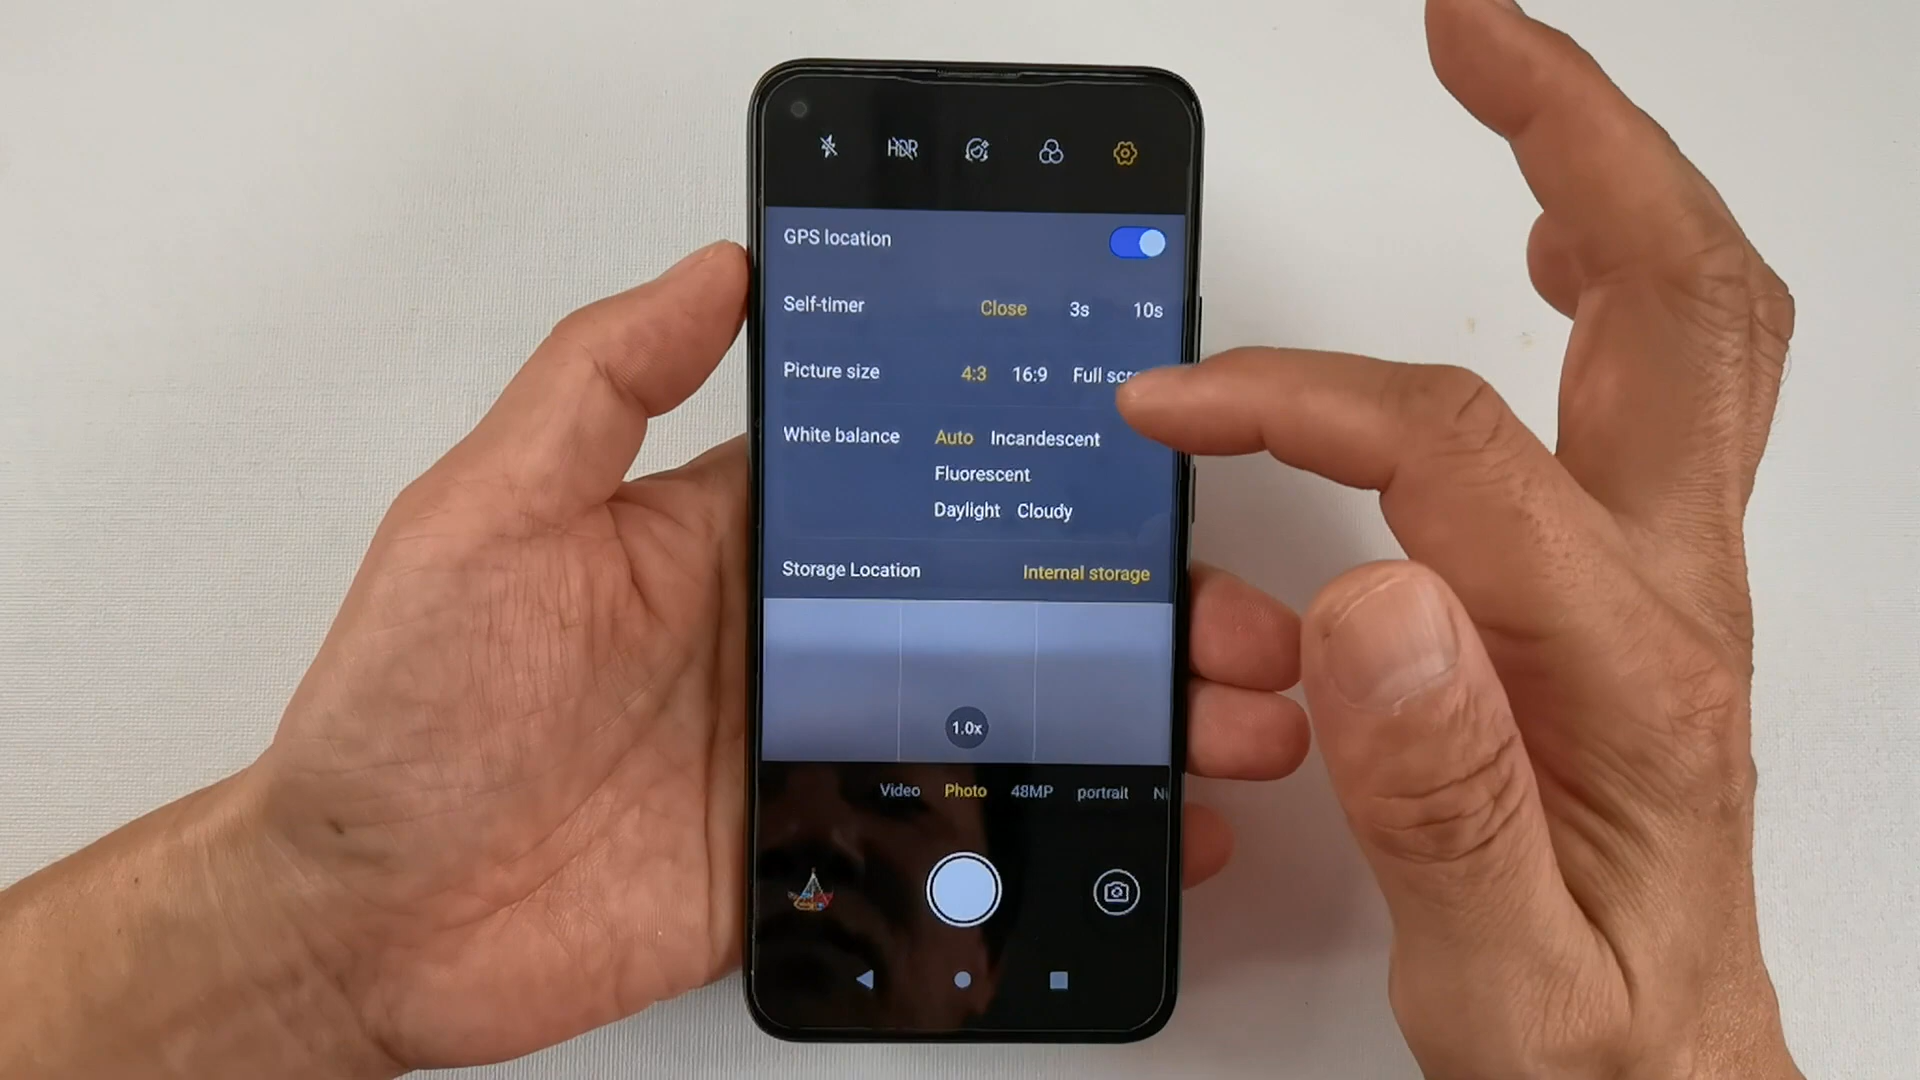 HDR
GPS location
Self-timer Close 3s 10s
Picture size 4:3 16:9 Full
White balance Auto Incandescent
Fluorescent
Daylight Cloudy
Storage Location Internal storage
1.0x
Video Photo 48MP portrait